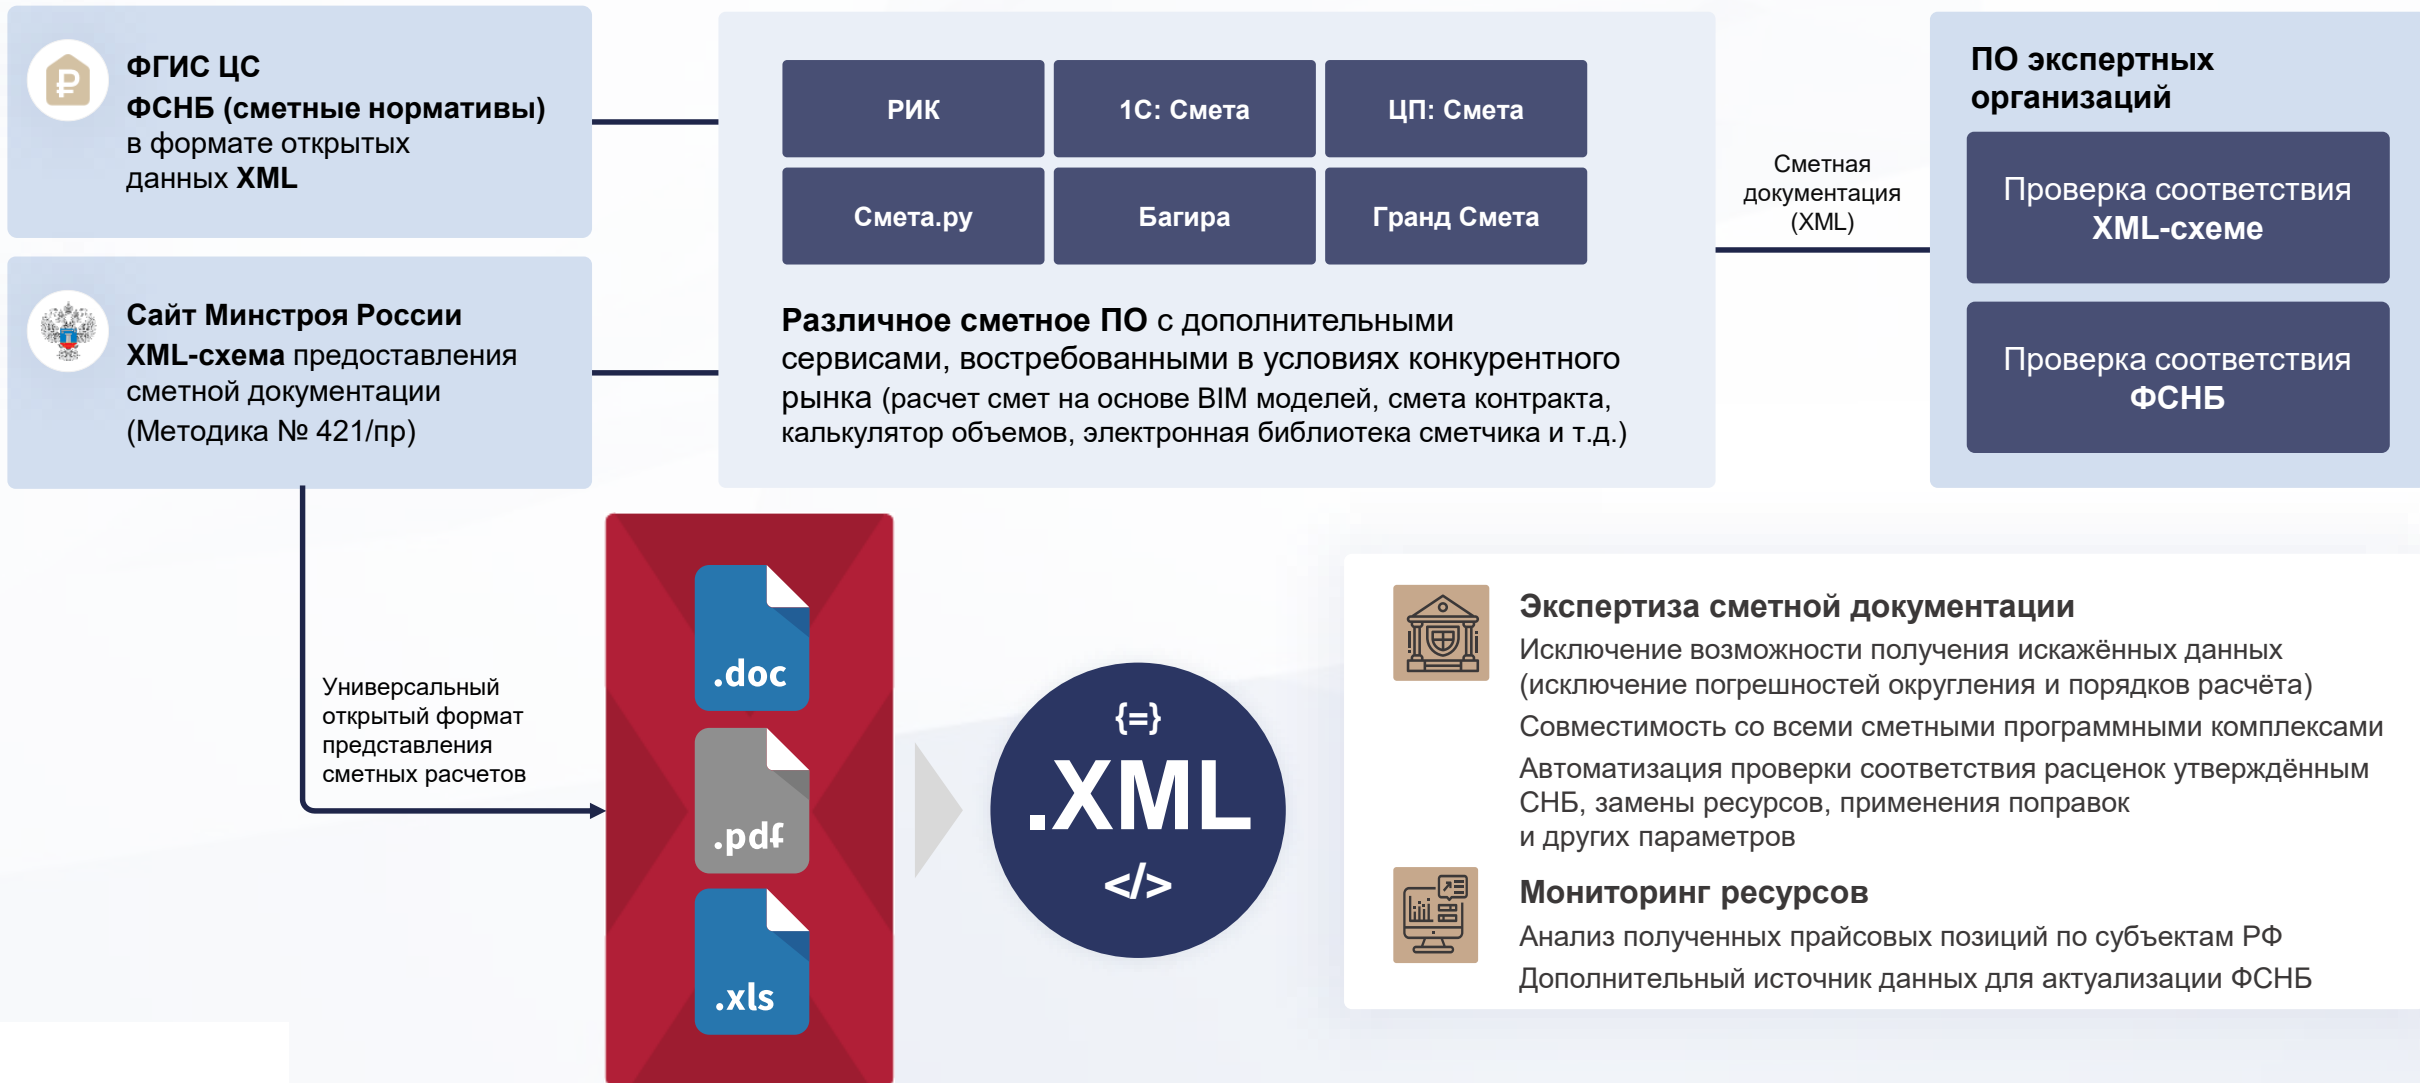 ФГИС ЦС
ФСНБ (сметные нормативы)
в формате открытых
данных XML
Сайт Минстроя России
XML-схема предоставления
сметной документации
(Методика № 421/пр)
РИК
1С: Смета
ЦП: Смета
Смета.ру
Багира
Гранд Смета
Различное сметное ПО с дополнительными
сервисами, востребованными в условиях конкурентного
рынка (расчет смет на основе BIM моделей, смета контракта,
калькулятор объемов, электронная библиотека сметчика и т.д.)
Сметная
документация
(XML)
ПО экспертных
организаций
Проверка соответствия
XML-схеме
Проверка соответствия
ФСНБ
Универсальный
открытый формат
представления
сметных расчетов
.doc
.pdf
.xls
{=}
.XML
</>
Экспертиза сметной документации
Исключение возможности получения искажённых данных
(исключение погрешностей округления и порядков расчёта)
Совместимость со всеми сметными программными комплексами
Автоматизация проверки соответствия расценок утверждённым
СНБ, замены ресурсов, применения поправок
и других параметров
Мониторинг ресурсов
Анализ полученных прайсовых позиций по субъектам РФ
Дополнительный источник данных для актуализации ФСНБ